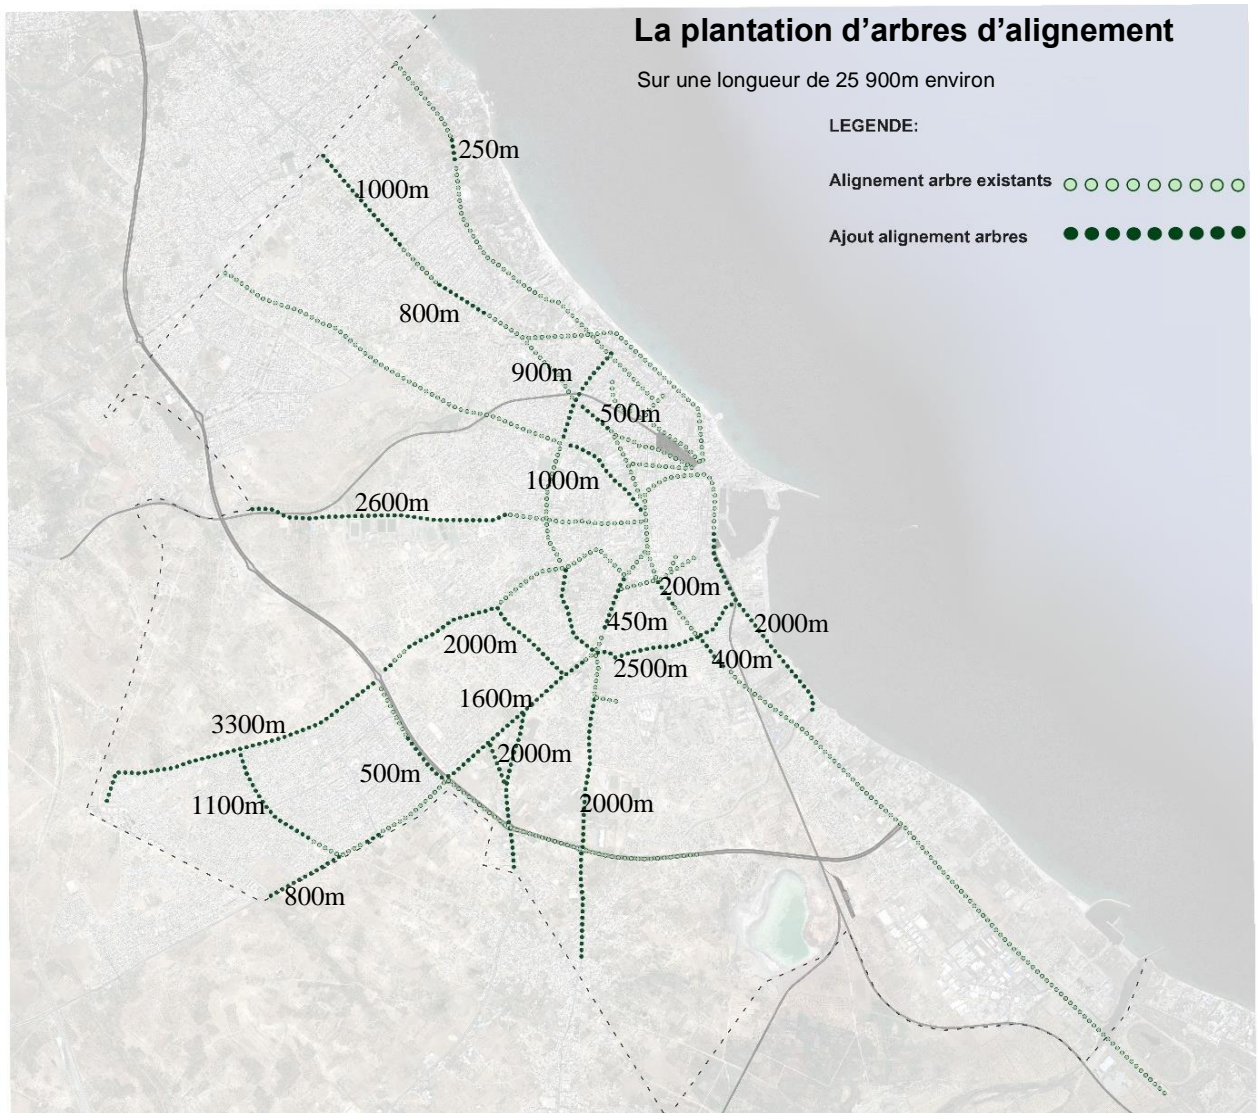 La plantation d’arbres d’alignement
Sur une longueur de 25 900m environ
LEGENDE:
Alignement arbre existants
Ajout alignement arbres
250m
1000m
800m
900m
500m
1000m
2600m
200m
450m
2000m
2000m
2500m
400m
1600m
3300m
2000m
500m
1100m
2000m
800m